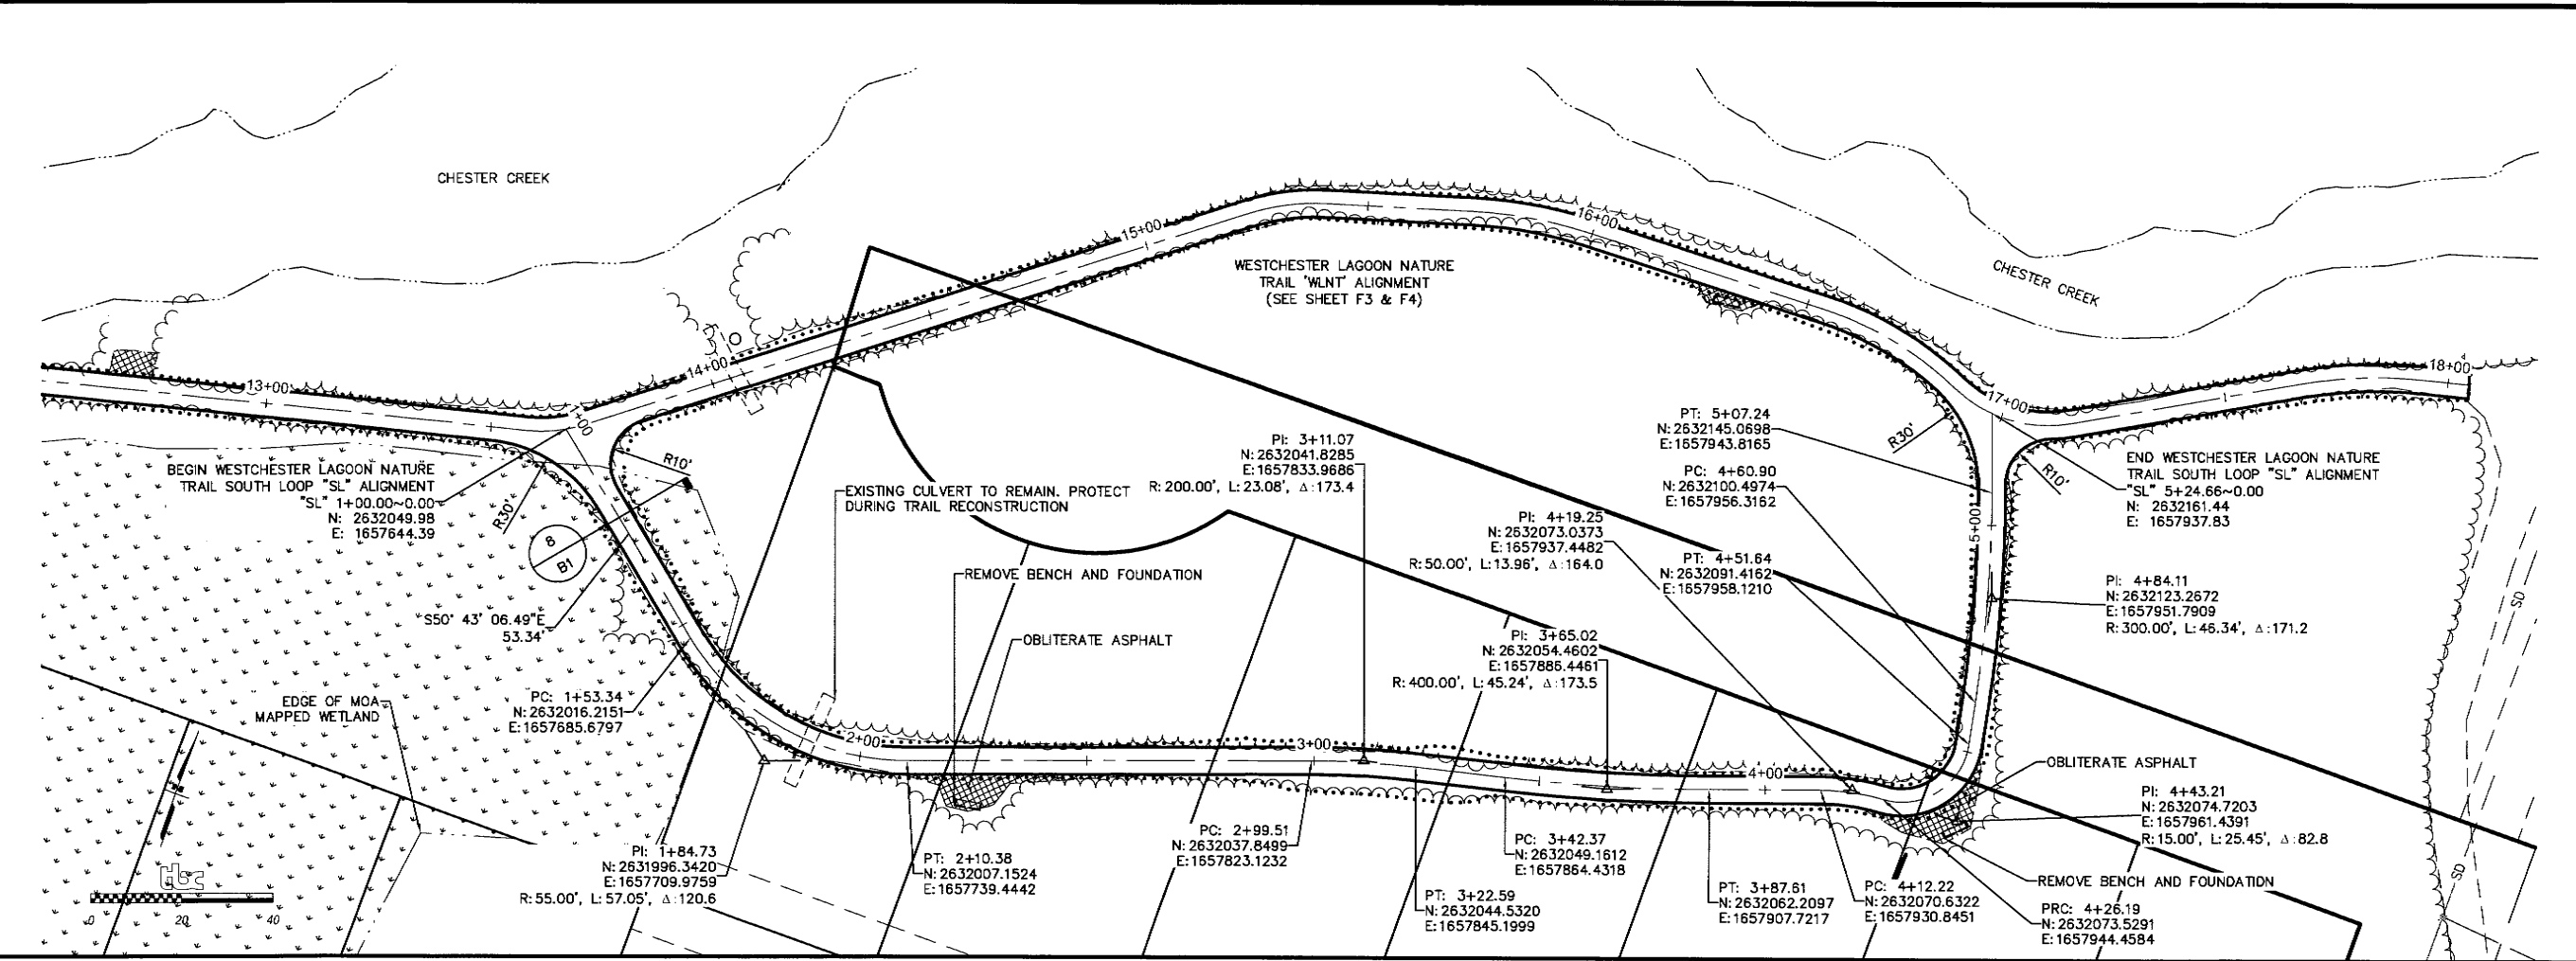 CHESTER CREEK
CHESTER CREEK
13+00
14+00
15+00
16+00
17+00
18+00
WESTCHESTER LAGOON NATURE
TRAIL 'WLNT' ALIGNMENT
(SEE SHEET F3 & F4)
1+00
BEGIN WESTCHESTER LAGOON NATURE
TRAIL SOUTH LOOP "SL" ALIGNMENT
"SL" 1+00.00~0.00
N: 2632049.98
E: 1657644.39
R30'
R10'
8
B1
S50° 43' 06.49"E
53.34'
EXISTING CULVERT TO REMAIN. PROTECT
DURING TRAIL RECONSTRUCTION
REMOVE BENCH AND FOUNDATION
OBLITERATE ASPHALT
EDGE OF MOA
MAPPED WETLAND
PC: 1+53.34
N: 2632016.2151
E: 1657685.6797
PI: 1+84.73
N: 2631996.3420
E: 1657709.9759
R: 55.00', L: 57.05', Δ: 120.6
2+00
PT: 2+10.38
N: 2632007.1524
E: 1657739.4442
PC: 2+99.51
N: 2632037.8499
E: 1657823.1232
3+00
PI: 3+11.07
N: 2632041.8285
E: 1657833.9686
R: 200.00', L: 23.08', Δ: 173.4
PT: 3+22.59
N: 2632044.5320
E: 1657845.1999
PC: 3+42.37
N: 2632049.1612
E: 1657864.4318
PI: 3+65.02
N: 2632054.4602
E: 1657885.4461
R: 400.00', L: 45.24', Δ: 173.5
PT: 3+87.61
N: 2632062.2097
E: 1657907.7217
4+00
PC: 4+12.22
N: 2632070.6322
E: 1657930.8451
PI: 4+19.25
N: 2632073.0373
E: 1657937.4482
R: 50.00', L: 13.96', Δ: 164.0
PRC: 4+26.19
N: 2632073.5291
E: 1657944.4584
REMOVE BENCH AND FOUNDATION
PI: 4+43.21
N: 2632074.7203
E: 1657961.4391
R: 15.00', L: 25.45', Δ: 82.8
OBLITERATE ASPHALT
PT: 4+51.64
N: 2632091.4162
E: 1657958.1210
PC: 4+60.90
N: 2632100.4974
E: 1657956.3162
PI: 4+84.11
N: 2632123.2672
E: 1657951.7909
R: 300.00', L: 46.34', Δ: 171.2
5+00
PT: 5+07.24
N: 2632145.0698
E: 1657943.8165
R30'
R10'
END WESTCHESTER LAGOON NATURE
TRAIL SOUTH LOOP "SL" ALIGNMENT
"SL" 5+24.66~0.00
N: 2632161.44
E: 1657937.83
SD
SD
0 20 40